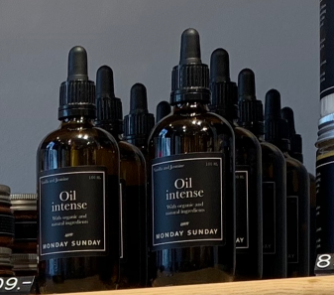 Oil
intense
With organic and
natural ingredients
MONDAY SUNDAY
Oil
intense
With organic and
natural ingredients
MONDAY SUNDAY
09.-
8